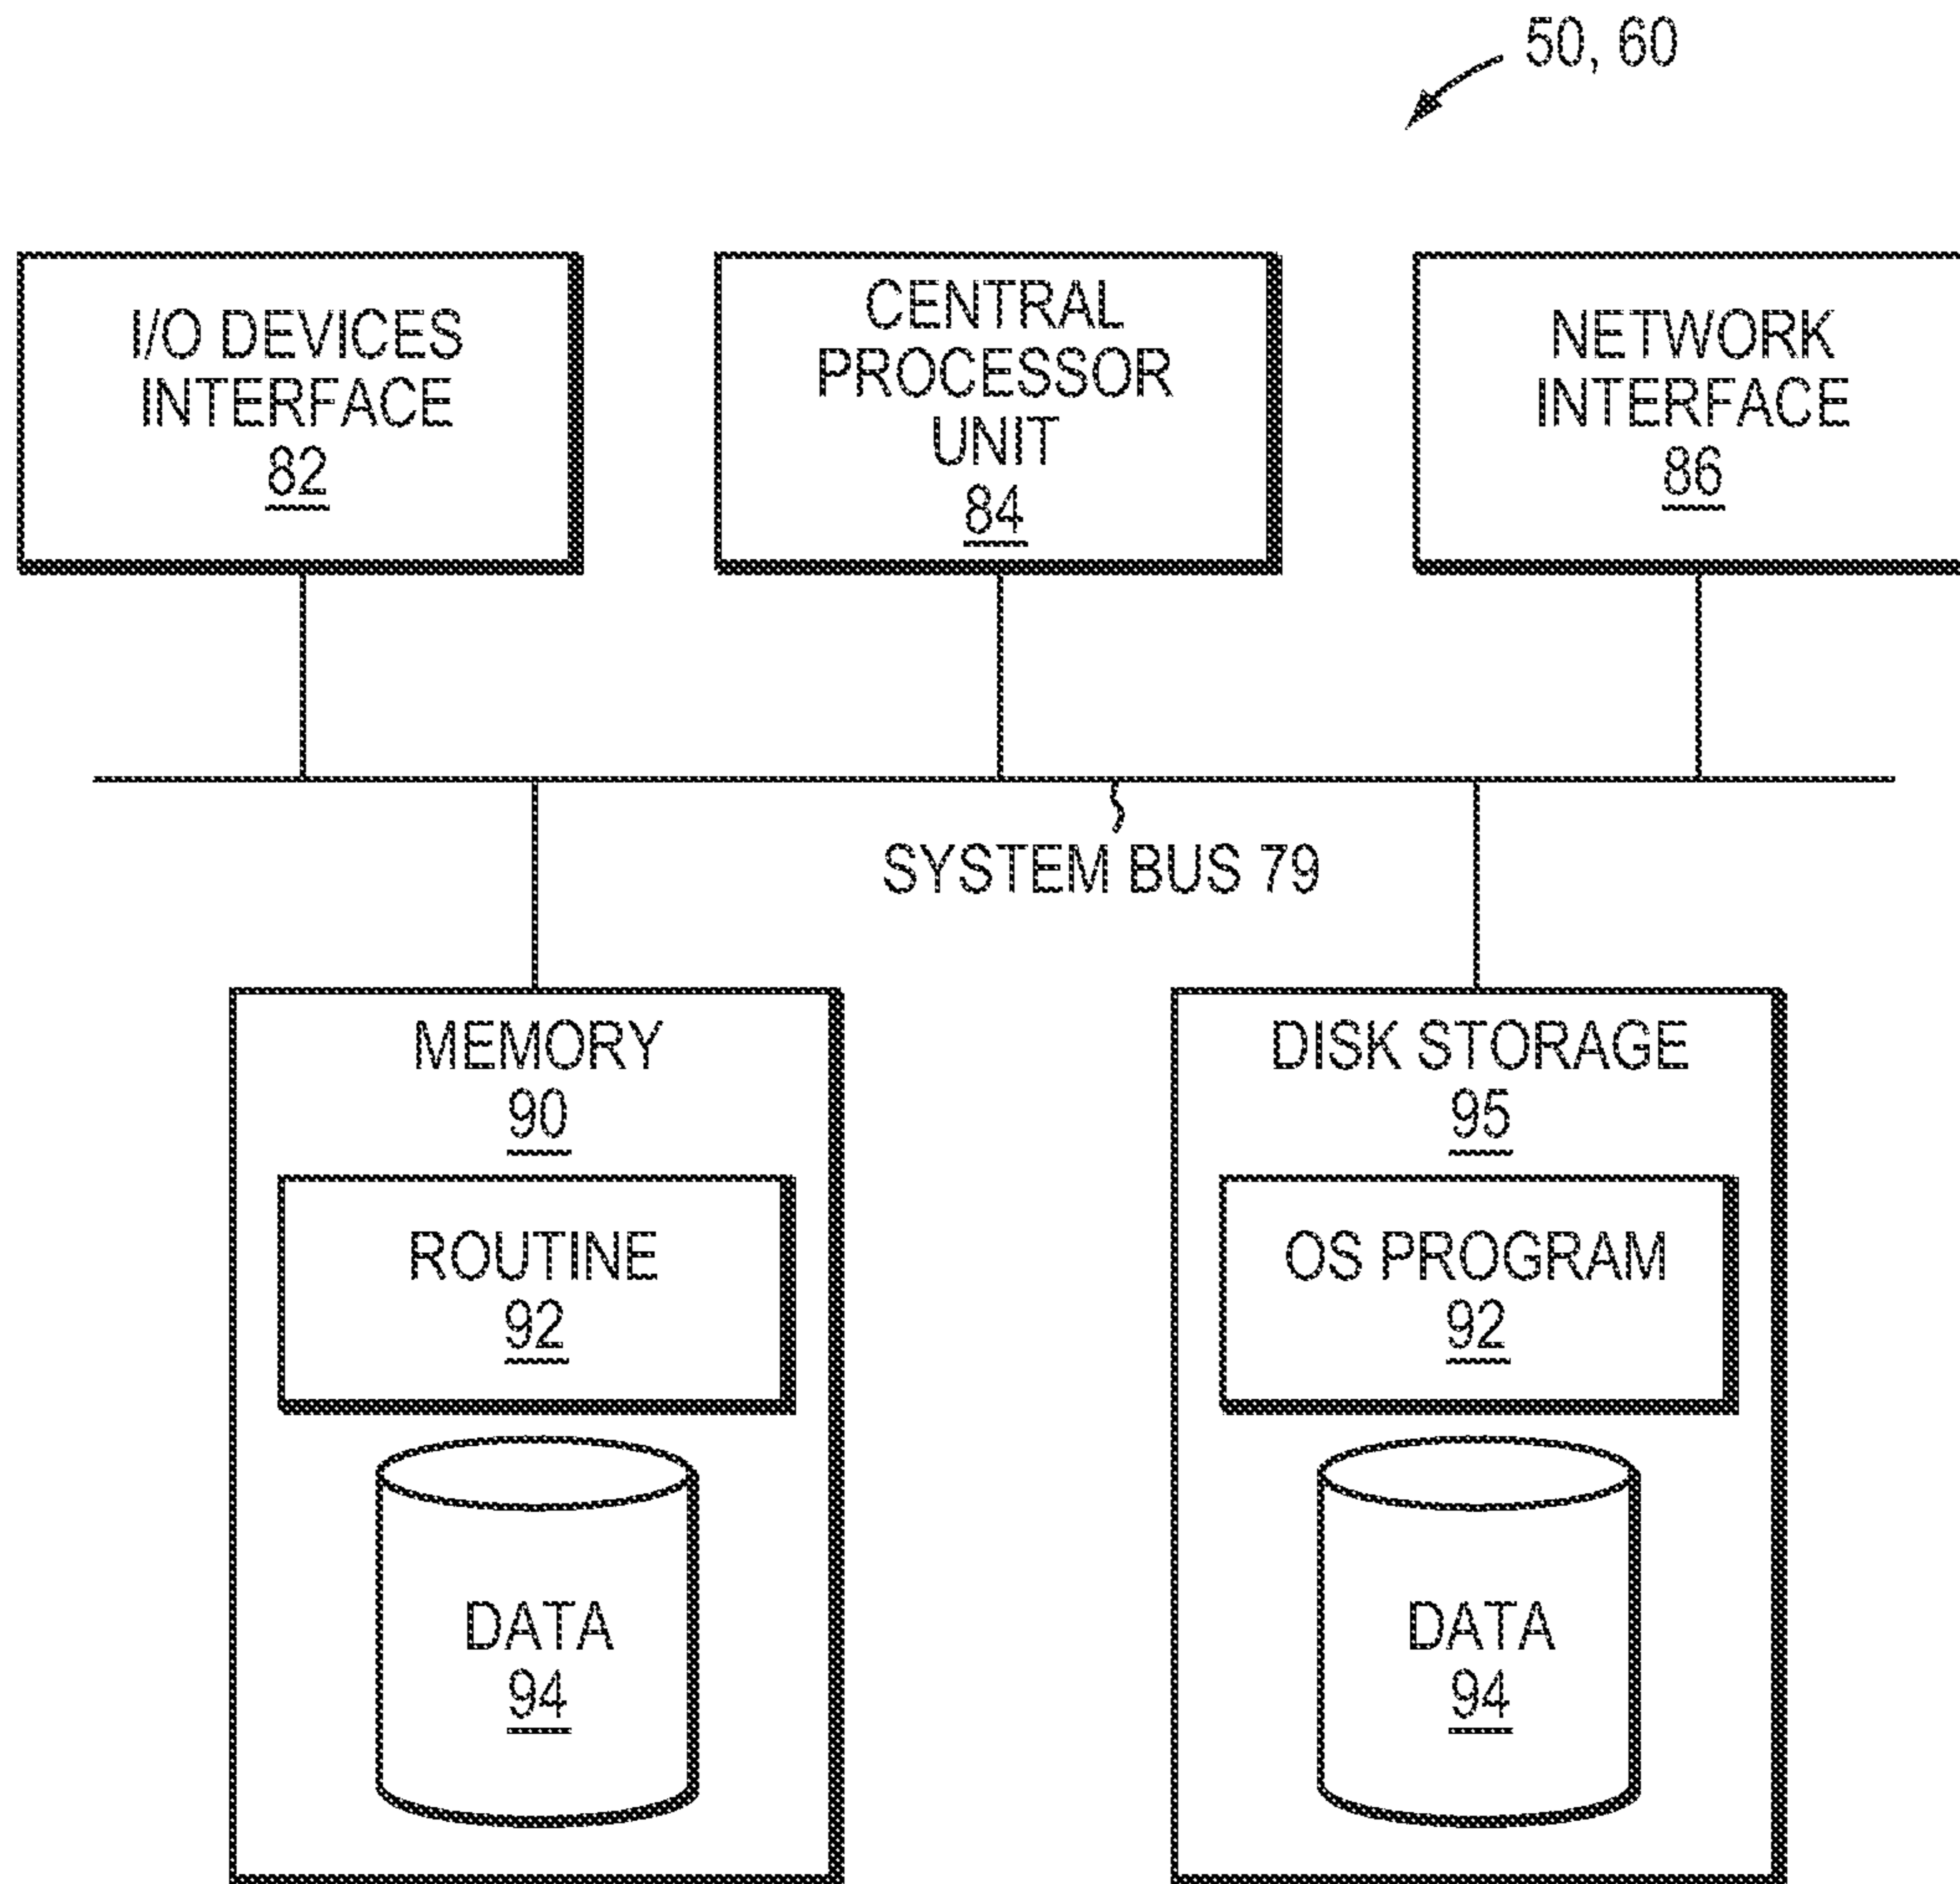 50, 60
I/O DEVICES
INTERFACE
82
CENTRAL
PROCESSOR
UNIT
84
NETWORK
INTERFACE
86
SYSTEM BUS 79
MEMORY
90
ROUTINE
92
DATA
94
DISK STORAGE
95
OS PROGRAM
92
DATA
94